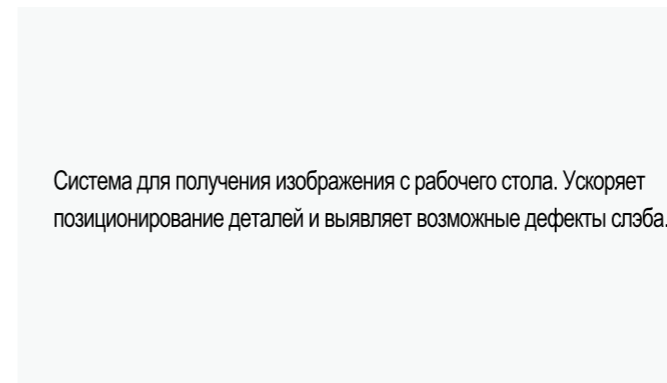 Система для получения изображения с рабочего стола. Ускоряет
позиционирование деталей и выявляет возможные дефекты слэба.